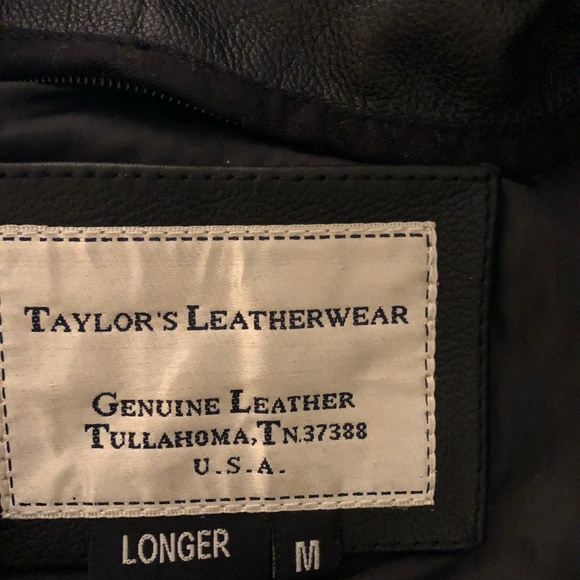 TAYLOR'S LEATHERWEAR
GENUINE LEATHER
TULLAHOMA, TN.37388
U.S.A.
LONGER M